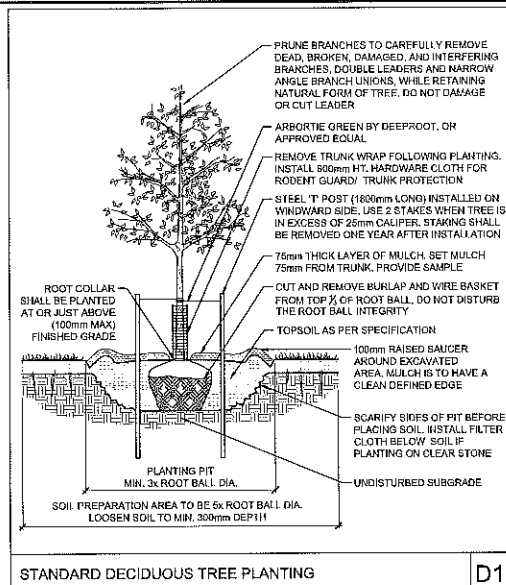 PRUNE BRANCHES TO CAREFULLY REMOVE
DEAD, BROKEN, DAMAGED, AND INTERFERING
BRANCHES, DOUBLE LEADERS AND NARROW
ANGLE BRANCH UNIONS, WHILE RETAINING
NATURAL FORM OF TREE. DO NOT DAMAGE
OR CUT LEADER
ARBORTIE GREEN BY DEEPROOT, OR
APPROVED EQUAL
REMOVE TRUNK WRAP FOLLOWING PLANTING.
INSTALL 600mm HT. HARDWARE CLOTH FOR
RODENT GUARD/ TRUNK PROTECTION
STEEL 'T' POST (1800mm LONG) INSTALLED ON
WINDWARD SIDE. USE 2 STAKES WHEN TREE IS
IN EXCESS OF 25mm CALIPER. STAKING SHALL
BE REMOVED ONE YEAR AFTER INSTALLATION
75mm THICK LAYER OF MULCH. SET MULCH
75mm FROM TRUNK. PROVIDE SAMPLE
CUT AND REMOVE BURLAP AND WIRE BASKET
FROM TOP OF ROOT BALL. DO NOT DISTURB
THE ROOT BALL INTEGRITY
TOPSOIL AS PER SPECIFICATION
100mm RAISED SAUCER
AROUND EXCAVATED
AREA, MULCH IS TO HAVE A
CLEAN DEFINED EDGE
SCARIFY SIDES OF PIT BEFORE
PLACING SOIL. INSTALL FILTER
CLOTH BELOW SOIL IF
PLANTING ON CLEAR STONE
UNDISTURBED SUBGRADE
ROOT COLLAR
SHALL BE PLANTED
AT OR JUST ABOVE
(100mm MAX)
FINISHED GRADE
PLANTING PIT
MIN. 3x ROOT BALL DIA.
SOIL PREPARATION AREA TO BE 5x ROOT BALL DIA.
LOOSEN SOIL TO MIN. 300mm DEPTH
STANDARD DECIDUOUS TREE PLANTING
D1